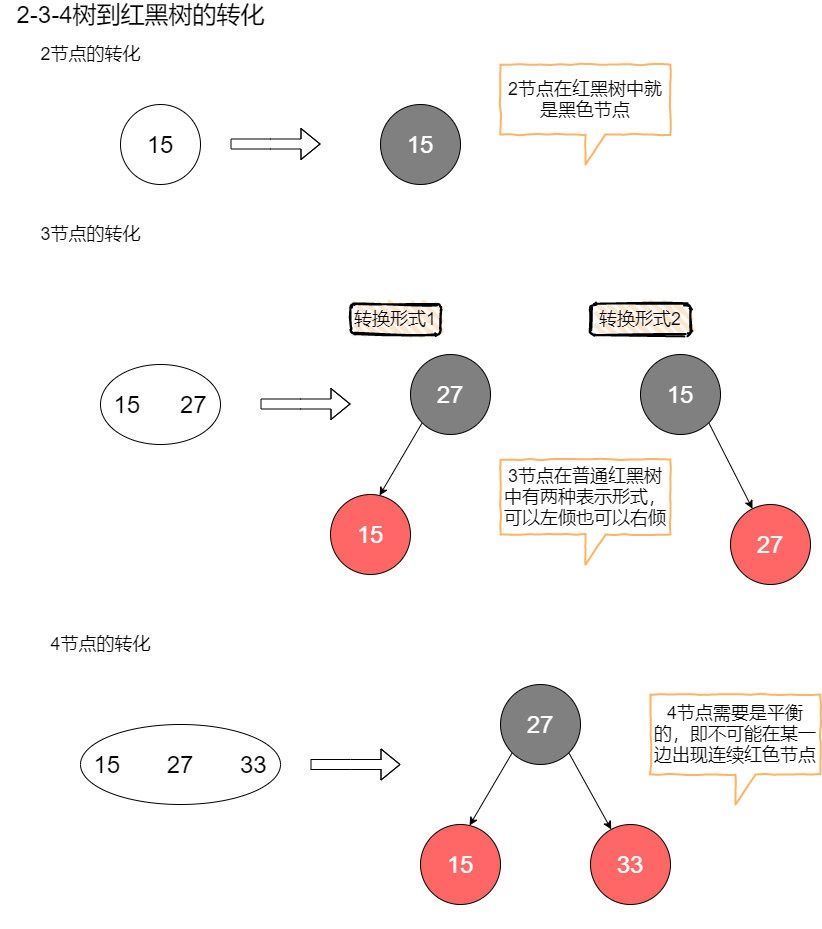 2-3-4树到红黑树的转化
2节点的转化
15
15
2节点在红黑树中就
是黑色节点
3节点的转化
转换形式1
转换形式2
15 27
27
15
15
27
3节点在普通红黑树
中有两种表示形式，
可以左倾也可以右倾
4节点的转化
15 27 33
27
15
33
4节点需要是平衡
的，即不可能在某一
边出现连续红色节点